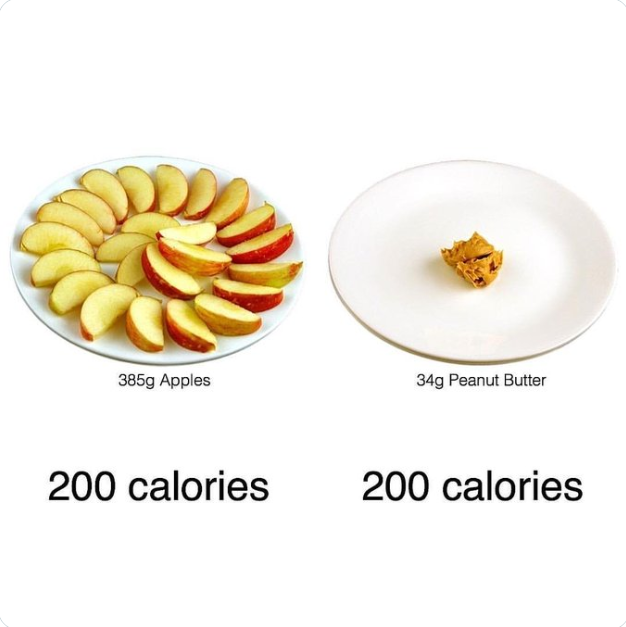 385g Apples
34g Peanut Butter
200 calories
200 calories